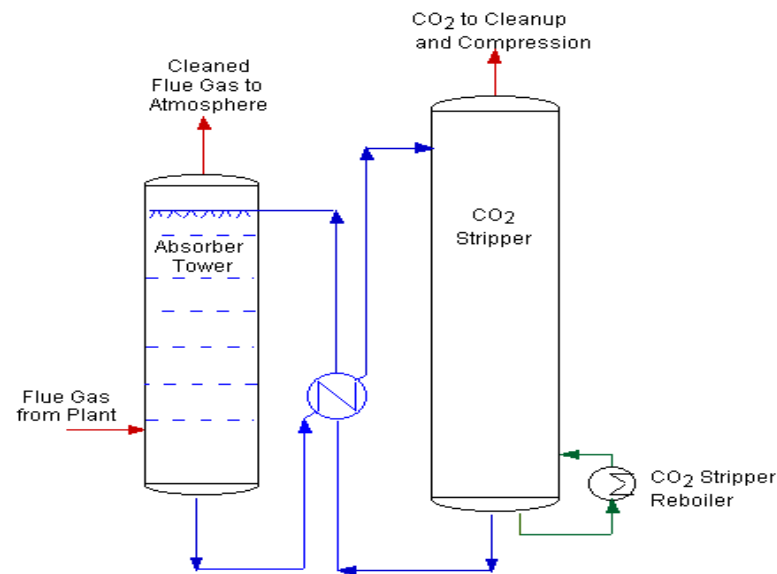 CO₂ to Cleanup
and Compression
Cleaned
Flue Gas to
Atmosphere
Absorber
Tower
CO₂
Stripper
Flue Gas
from Plant
CO₂ Stripper
Reboiler